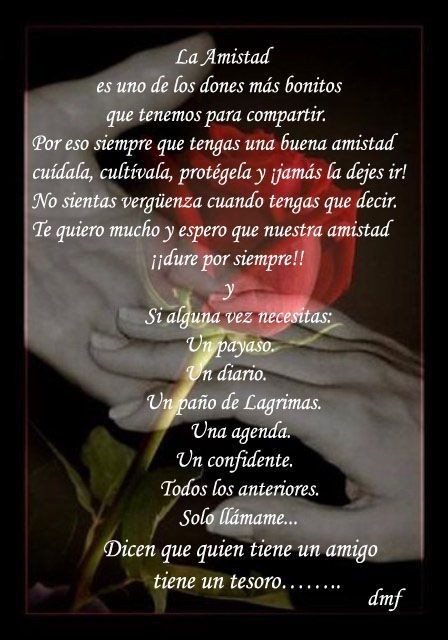 La Amistad
es uno de los dones más bonitos
que tenemos para compartir.
Por eso siempre que tengas una buena amistad
cuídala, cultívala, protégela y ¡jamás la dejes ir!
No sientas vergüenza cuando tengas que decir.
Te quiero mucho y espero que nuestra amistad
¡¡dure por siempre!!
y
Si alguna vez necesitas:
Un payaso.
Un diario.
Un paño de Lagrimas.
Una agenda.
Un confidente.
Todos los anteriores.
Solo llámame...
Dicen que quien tiene un amigo
tiene un tesoro……..
dmf